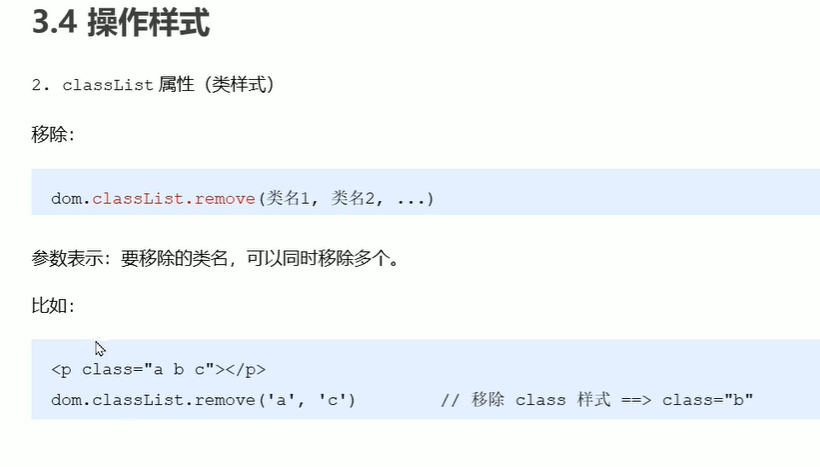 3.4 操作样式
2. classList 属性（类样式）
移除：
dom.classList.remove(类名1, 类名2, ...)
参数表示：要移除的类名，可以同时移除多个。
比如：
<p class="a b c"></p>
dom.classList.remove('a', 'c') // 移除 class 样式 ==> class="b"